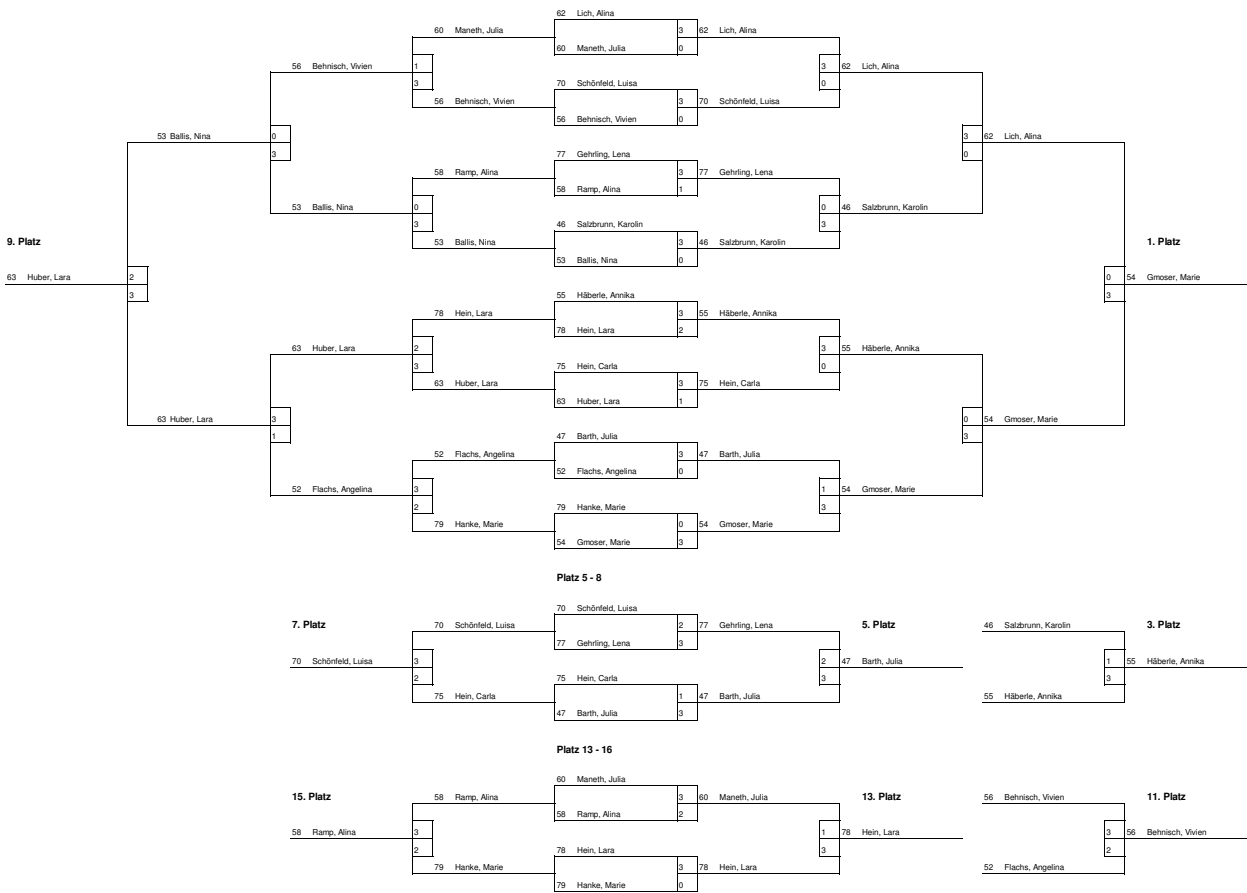 62 Lich, Alina
60 Maneth, Julia 3 62 Lich, Alina
60 Maneth, Julia 0
56 Behnisch, Vivien 1 3 62 Lich, Alina
70 Schönfeld, Luisa
3 0
56 Behnisch, Vivien 3 70 Schönfeld, Luisa
56 Behnisch, Vivien 0
53 Ballis, Nina 0 3 62 Lich, Alina
77 Gehrling, Lena
3 0
58 Ramp, Alina 3 77 Gehrling, Lena
58 Ramp, Alina 1
53 Ballis, Nina 0 0 46 Salzbrunn, Karolin
46 Salzbrunn, Karolin
3 3
9. Platz 53 Ballis, Nina 3 46 Salzbrunn, Karolin 1. Platz
53 Ballis, Nina 0
63 Huber, Lara 2 0 54 Gmoser, Marie
55 Häberle, Annika
3 3
78 Hein, Lara 3 55 Häberle, Annika
78 Hein, Lara 2
63 Huber, Lara 2 3 55 Häberle, Annika
75 Hein, Carla
3 0
63 Huber, Lara 3 75 Hein, Carla
63 Huber, Lara 1
63 Huber, Lara 3 0 54 Gmoser, Marie
47 Barth, Julia
1 3
52 Flachs, Angelina 3 47 Barth, Julia
52 Flachs, Angelina 0
52 Flachs, Angelina 3 1 54 Gmoser, Marie
79 Hanke, Marie
2 3
79 Hanke, Marie 0 54 Gmoser, Marie
54 Gmoser, Marie 3
Platz 5 - 8
70 Schönfeld, Luisa
7. Platz 70 Schönfeld, Luisa 2 77 Gehrling, Lena 5. Platz 46 Salzbrunn, Karolin 3. Platz
77 Gehrling, Lena 3
70 Schönfeld, Luisa 3 2 47 Barth, Julia 1 55 Häberle, Annika
75 Hein, Carla
2 3 3
75 Hein, Carla 1 47 Barth, Julia 55 Häberle, Annika
47 Barth, Julia 3
Platz 13 - 16
60 Maneth, Julia
15. Platz 58 Ramp, Alina 3 60 Maneth, Julia 13. Platz 56 Behnisch, Vivien 11. Platz
58 Ramp, Alina 2
58 Ramp, Alina 3 1 78 Hein, Lara 3 56 Behnisch, Vivien
78 Hein, Lara
2 3 2
79 Hanke, Marie 3 78 Hein, Lara 52 Flachs, Angelina
79 Hanke, Marie 0